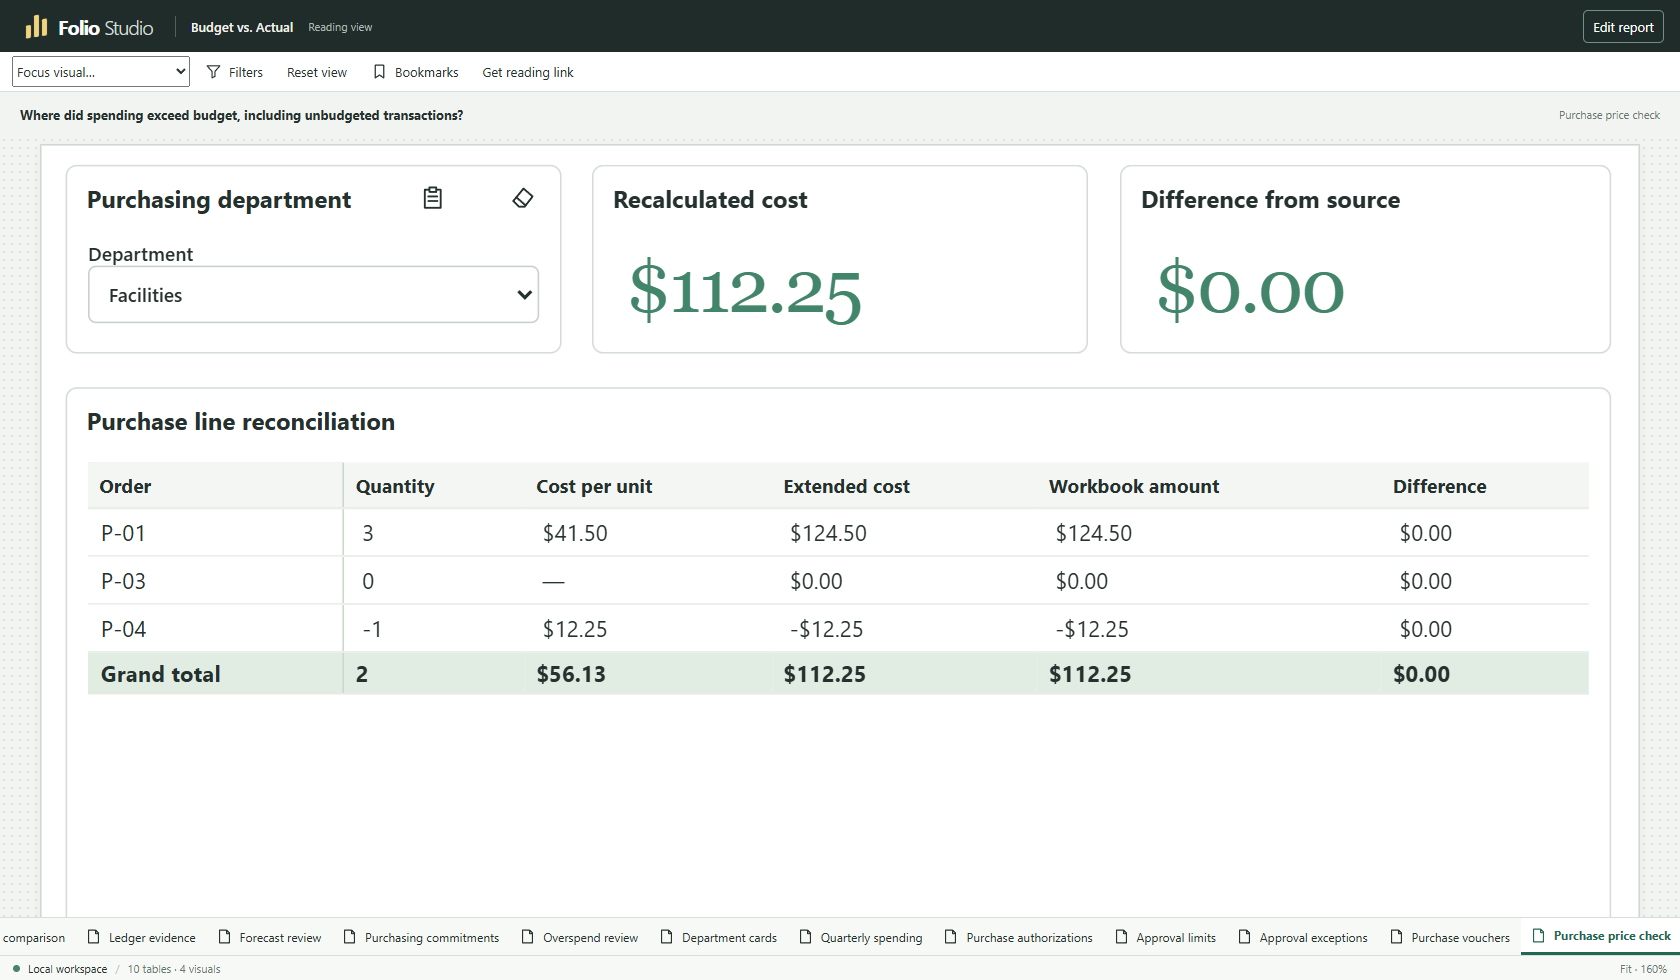 Folio Studio
Budget vs. Actual
Reading view
Edit report
Focus visual...
Filters
Reset view
Bookmarks
Get reading link
Where did spending exceed budget, including unbudgeted transactions?
Purchase price check
Purchasing department
Department
Facilities
Recalculated cost
$112.25
Difference from source
$0.00
Purchase line reconciliation
Order Quantity Cost per unit Extended cost Workbook amount Difference
P-01 3 $41.50 $124.50 $124.50 $0.00
P-03 0 — $0.00 $0.00 $0.00
P-04 -1 $12.25 -$12.25 -$12.25 $0.00
Grand total 2 $56.13 $112.25 $112.25 $0.00
comparison
Ledger evidence
Forecast review
Purchasing commitments
Overspend review
Department cards
Quarterly spending
Purchase authorizations
Approval limits
Approval exceptions
Purchase vouchers
Purchase price check
Local workspace / 10 tables · 4 visuals
Fit · 160%